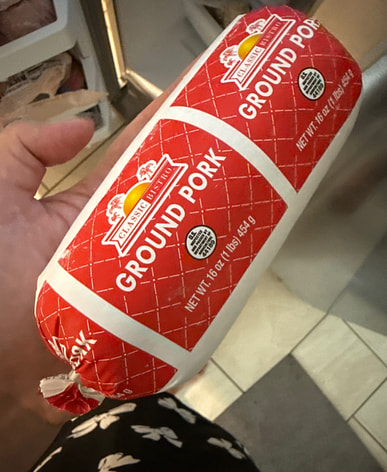 CLASSIC BISTRO
GROUND PORK
NET WT. 16 oz (1 lbs) 454 g
CLASSIC BISTRO
GROUND PORK
NET WT. 16 oz (1 lbs) 454 g